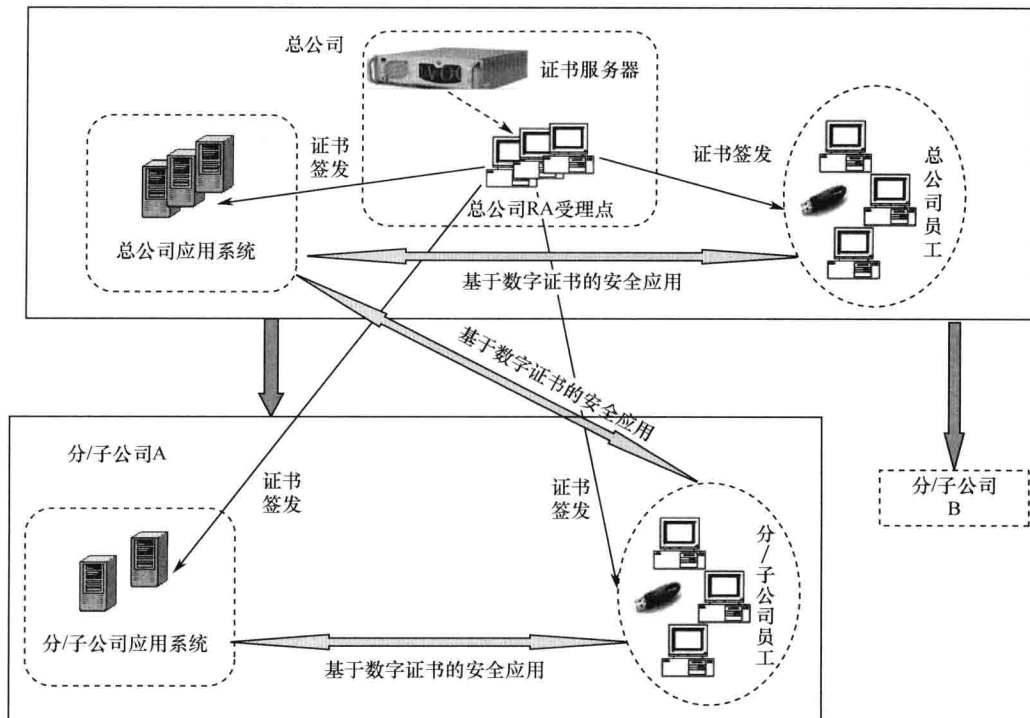 总公司
证书服务器
证书
签发
证书签发
总公司RA受理点
总公司应用系统
总公司员工
基于数字证书的安全应用
基于数字证书的安全应用
分/子公司A
证书
签发
证书
签发
分/子公司
B
分/子公司应用系统
分/子公司员工
基于数字证书的安全应用